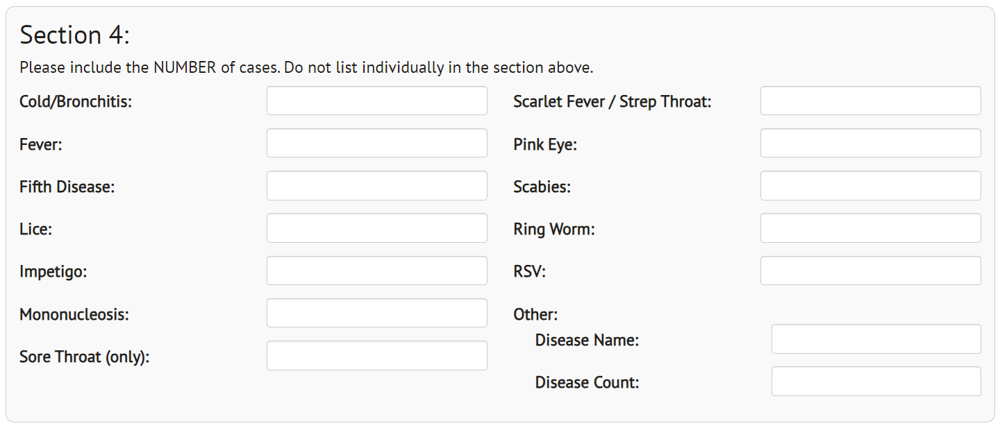 Section 4:
Please include the NUMBER of cases. Do not list individually in the section above.
Cold/Bronchitis:
Fever:
Fifth Disease:
Lice:
Impetigo:
Mononucleosis:
Sore Throat (only):
Scarlet Fever / Strep Throat:
Pink Eye:
Scabies:
Ring Worm:
RSV:
Other:
Disease Name:
Disease Count: